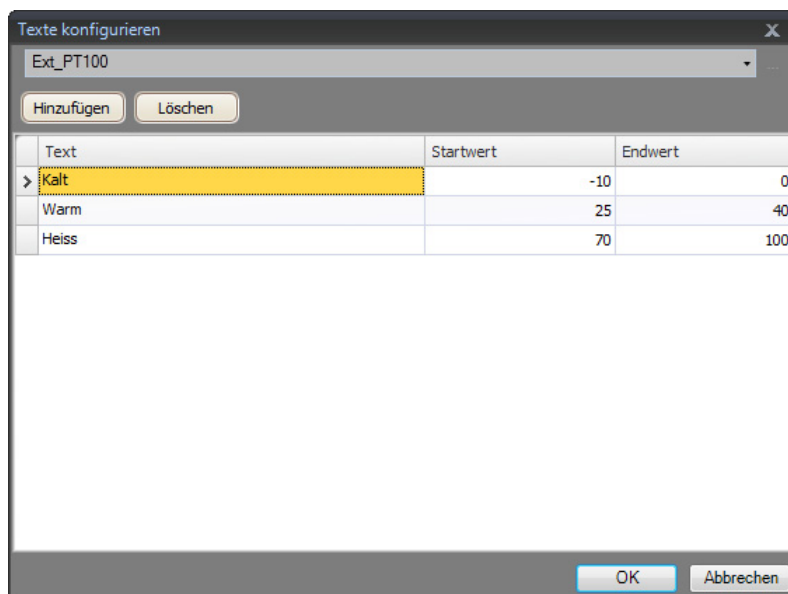 Texte konfigurieren
Ext_PT100
Hinzufügen Löschen
Text Startwert Endwert
Kalt -10 0
Warm 25 40
Heiss 70 100
OK Abbrechen